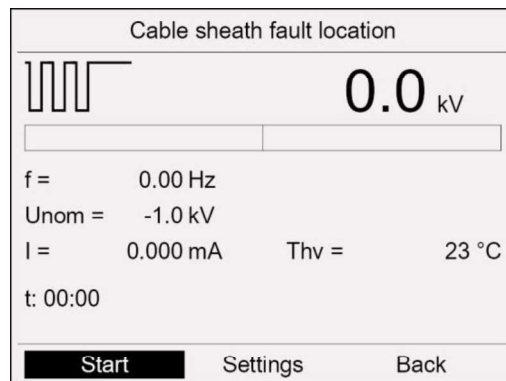 Cable sheath fault location
0.0 kV
f = 0.00 Hz
Unom = -1.0 kV
I = 0.000 mA Thv = 23 °C
t: 00:00
Start Settings Back